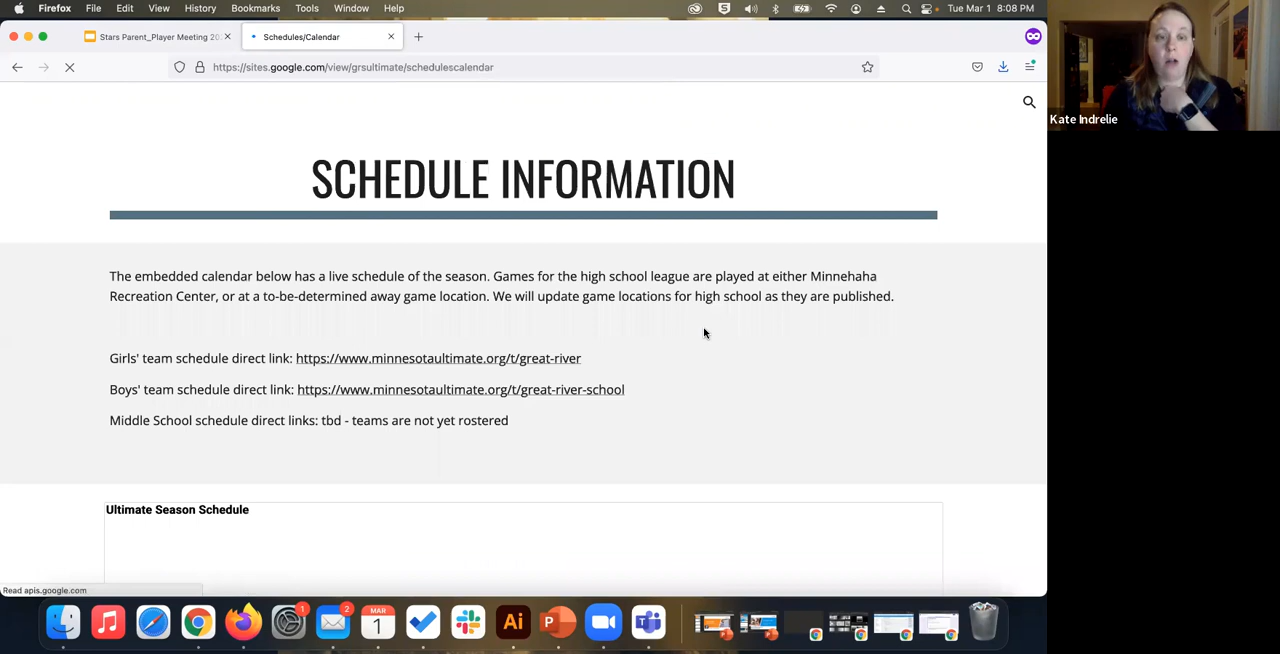 Firefox File Edit View History Bookmarks Tools Window Help
S
Tue Mar 1 8:08 PM
Stars Parent_Player Meeting 20
Schedules/Calendar
https://sites.google.com/view/grsultimate/schedulescalendar
Kate Indrelie
SCHEDULE INFORMATION
The embedded calendar below has a live schedule of the season. Games for the high school league are played at either Minnehaha
Recreation Center, or at a to-be-determined away game location. We will update game locations for high school as they are published.
Girls' team schedule direct link: https://www.minnesotaultimate.org/t/great-river
Boys' team schedule direct link: https://www.minnesotaultimate.org/t/great-river-school
Middle School schedule direct links: tbd - teams are not yet rostered
Ultimate Season Schedule
Read apis.google.com
1
2
MAR
1
Ai
P
T